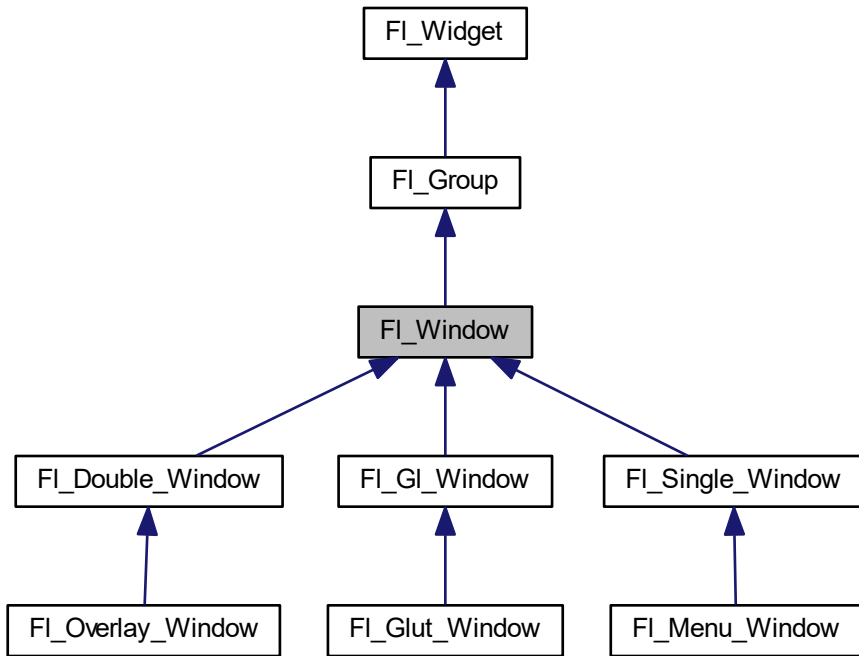 Fl_Widget
Fl_Group
Fl_Window
Fl_Double_Window
Fl_Gl_Window
Fl_Single_Window
Fl_Overlay_Window
Fl_Glut_Window
Fl_Menu_Window